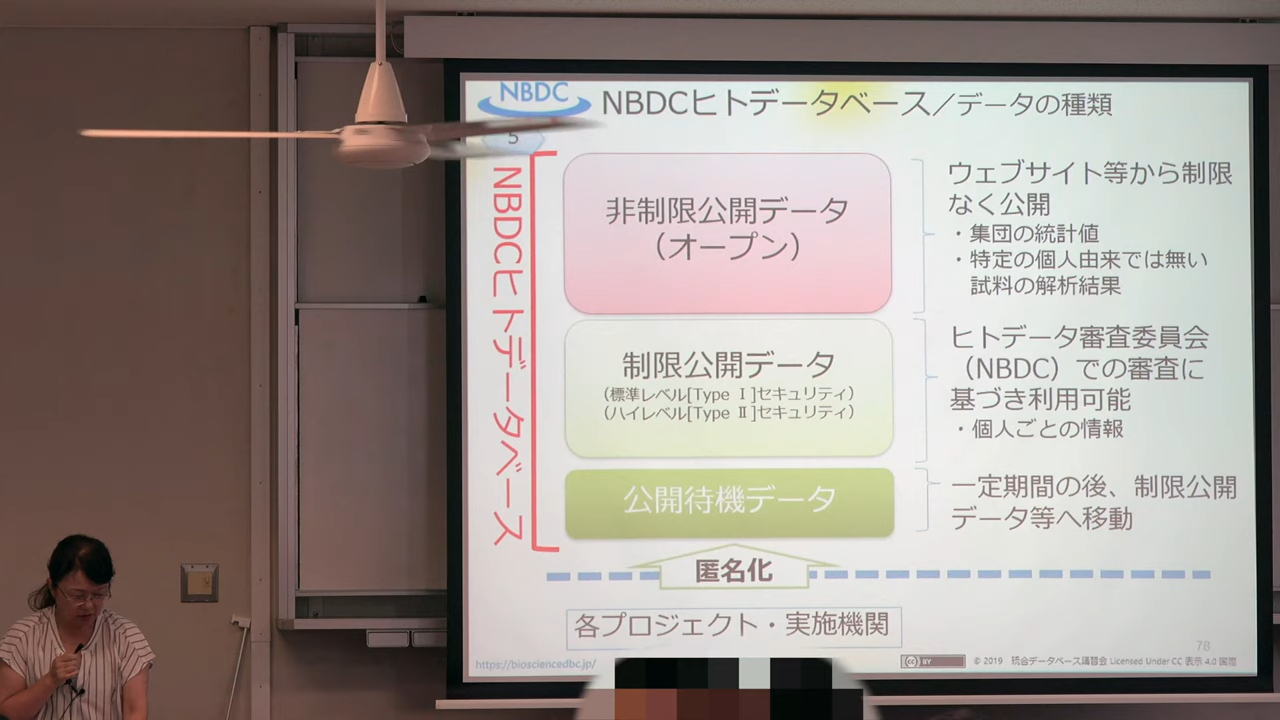 NBDC
NBDCヒトデータベース／データの種類
5
NBDCヒトデータベース
非制限公開データ
（オープン）
ウェブサイト等から制限
なく公開
・集団の統計値
・特定の個人由来では無い
試料の解析結果
制限公開データ
（標準レベル[Type Ⅰ]セキュリティ）
（ハイレベル[Type Ⅱ]セキュリティ）
ヒトデータ審査委員会
（NBDC）での審査に
基づき利用可能
・個人ごとの情報
公開待機データ
一定期間の後、制限公開
データ等へ移動
匿名化
各プロジェクト・実施機関
78
https://biosciencedbc.jp/
cc BY
© 2019 統合データベース講習会 Licensed Under CC 表示 4.0 国際